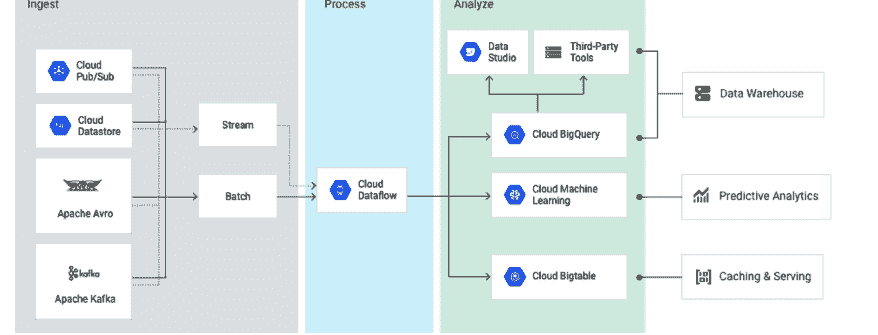 Ingest
Process
Analyze
Cloud
Pub/Sub
Cloud
Datastore
Apache Avro
kafka
Apache Kafka
Stream
Batch
Cloud
Dataflow
Data
Studio
Third-Party
Tools
Cloud BigQuery
Cloud Machine
Learning
Cloud Bigtable
Data Warehouse
Predictive Analytics
Caching & Serving